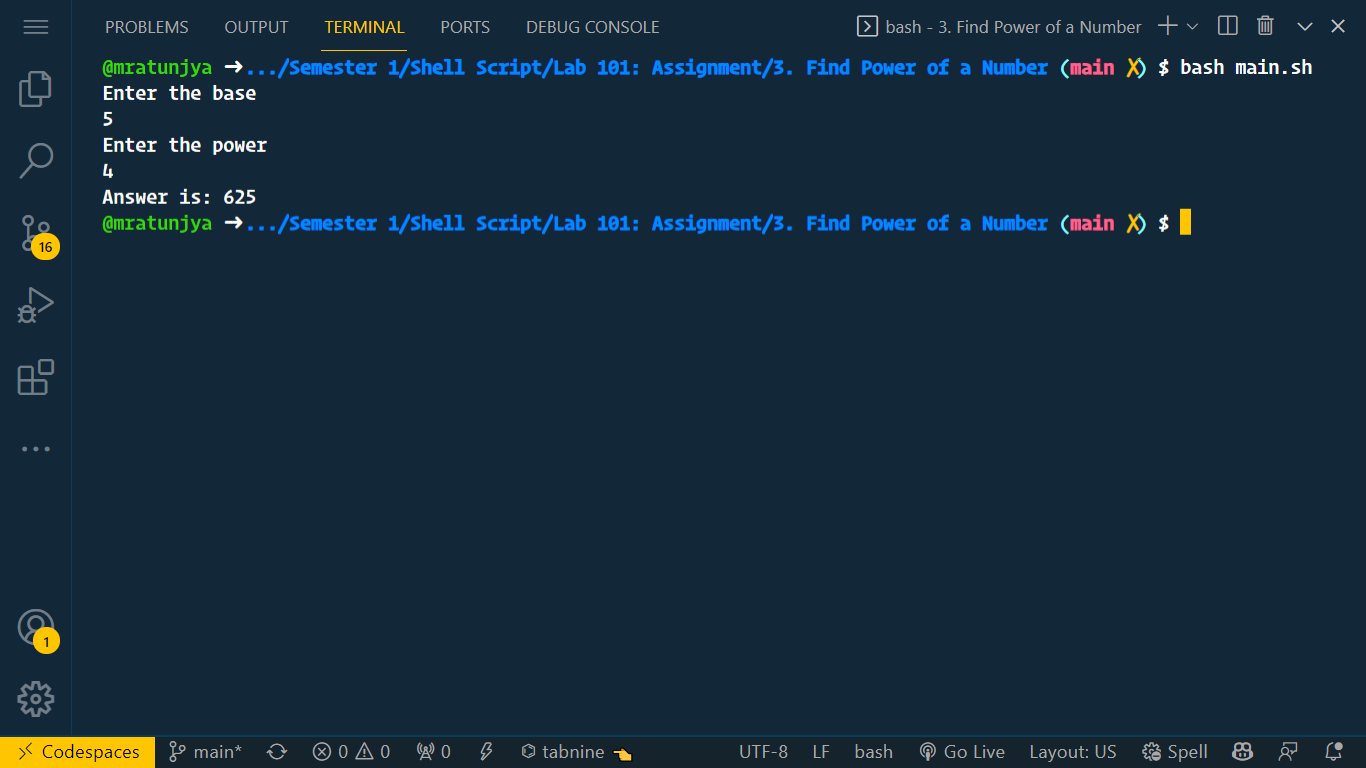 PROBLEMS OUTPUT TERMINAL PORTS DEBUG CONSOLE bash - 3. Find Power of a Number
@mratunjya ➜.../Semester 1/Shell Script/Lab 101: Assignment/3. Find Power of a Number (main ✗) $ bash main.sh
Enter the base
5
Enter the power
4
Answer is: 625
@mratunjya ➜.../Semester 1/Shell Script/Lab 101: Assignment/3. Find Power of a Number (main ✗) $
16
1
Codespaces main* 0 0 0 tabnine 👈 UTF-8 LF bash Go Live Layout: US Spell